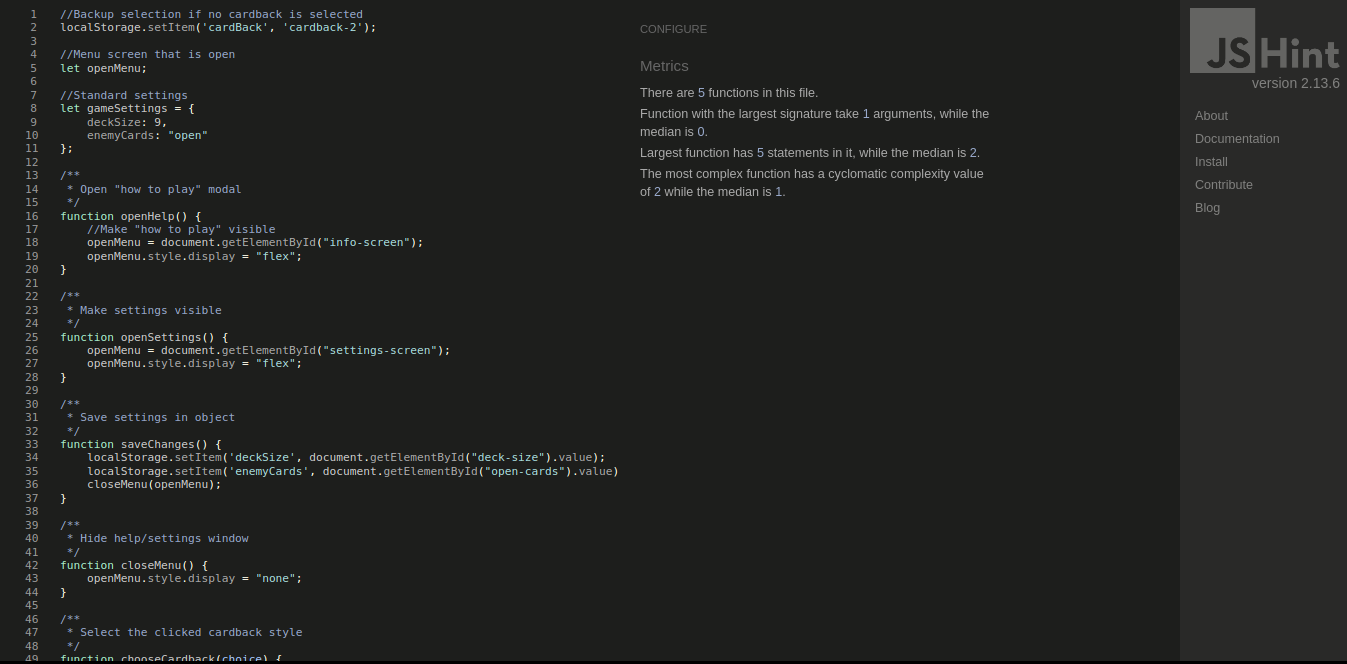 1 //Backup selection if no cardback is selected
2 localStorage.setItem('cardBack', 'cardback-2');
3
4 //Menu screen that is open
5 let openMenu;
6
7 //Standard settings
8 let gameSettings = {
9 deckSize: 9,
10 enemyCards: "open"
11 };
12
13 /**
14 * Open "how to play" modal
15 */
16 function openHelp() {
17 //Make "how to play" visible
18 openMenu = document.getElementById("info-screen");
19 openMenu.style.display = "flex";
20 }
21
22 /**
23 * Make settings visible
24 */
25 function openSettings() {
26 openMenu = document.getElementById("settings-screen");
27 openMenu.style.display = "flex";
28 }
29
30 /**
31 * Save settings in object
32 */
33 function saveChanges() {
34 localStorage.setItem('deckSize', document.getElementById("deck-size").value);
35 localStorage.setItem('enemyCards', document.getElementById("open-cards").value)
36 closeMenu(openMenu);
37 }
38
39 /**
40 * Hide help/settings window
41 */
42 function closeMenu() {
43 openMenu.style.display = "none";
44 }
45
46 /**
47 * Select the clicked cardback style
48 */
49 function chooseCardback(choice) {
CONFIGURE
Metrics
There are 5 functions in this file.
Function with the largest signature take 1 arguments, while the
median is 0.
Largest function has 5 statements in it, while the median is 2.
The most complex function has a cyclomatic complexity value
of 2 while the median is 1.
JSHint
version 2.13.6
About
Documentation
Install
Contribute
Blog